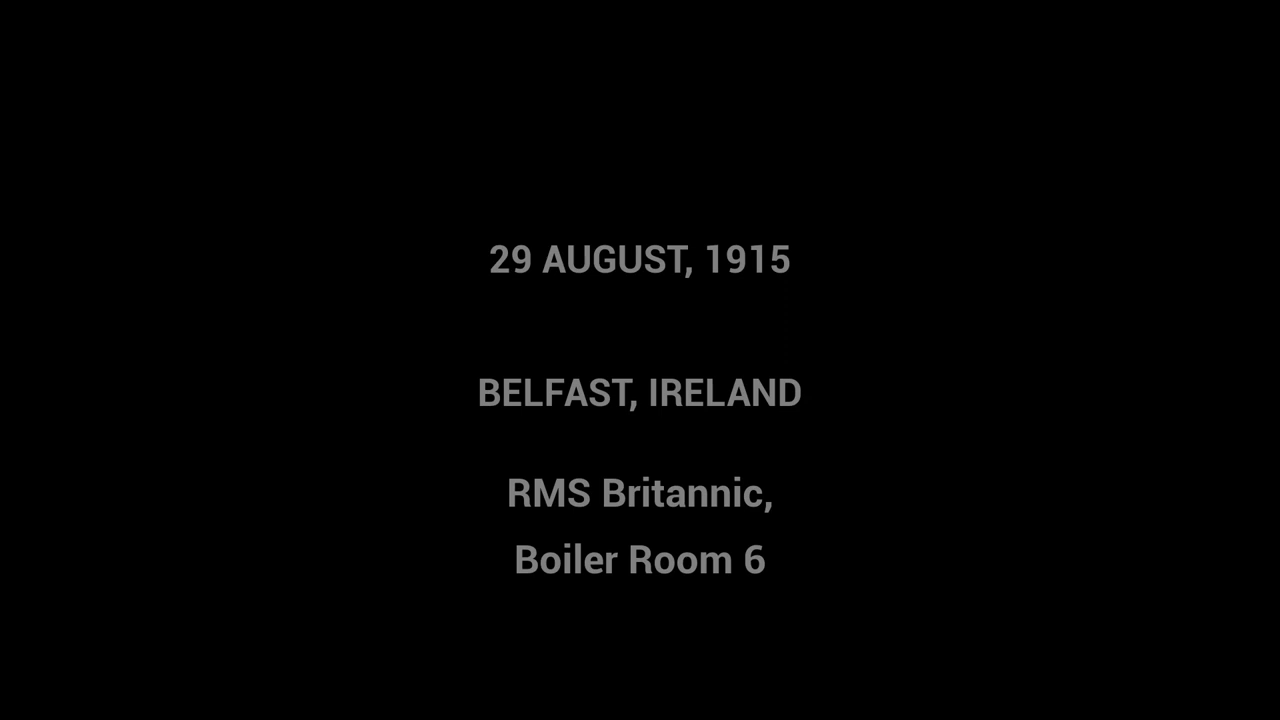 29 AUGUST, 1915
BELFAST, IRELAND
RMS Britannic,
Boiler Room 6